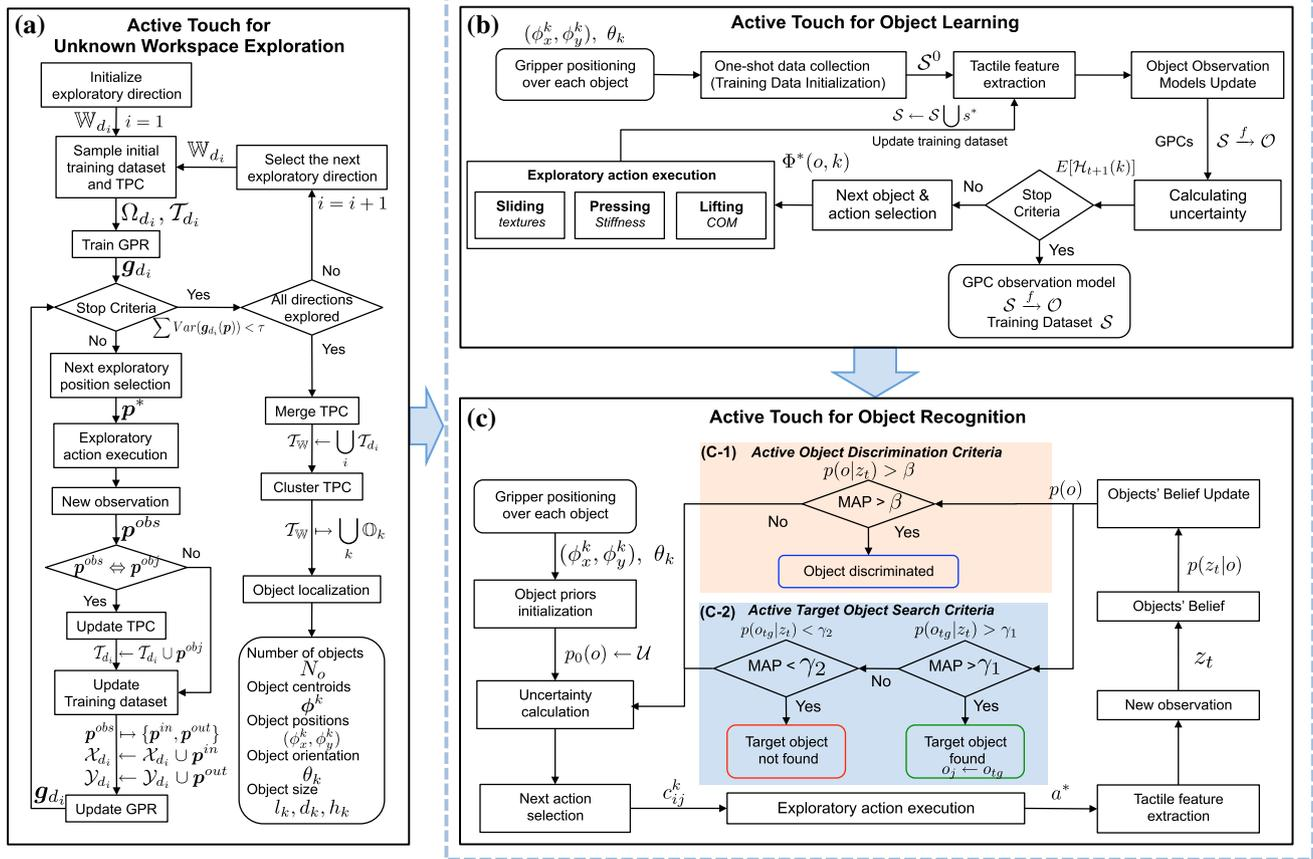 (a)
Active Touch for
Unknown Workspace Exploration
Initialize
exploratory direction
𝕎_{d_i} i = 1
Sample initial
training dataset
and TPC
𝕎_{d_i}
Select the next
exploratory direction
i = i + 1
Ω_{d_i}, 𝒯_{d_i}
Train GPR
g_{d_i}
Stop Criteria
Yes
∑ Var(g_{d_i}(p)) < τ
No
All directions
explored
No
Yes
Next exploratory
position selection
p*
Exploratory
action execution
New observation
p^{obs}
p^{obs} ⇔ p^{obj}
No
Yes
Update TPC
𝒯_{d_i} ← 𝒯_{d_i} ∪ p^{obj}
Update
Training dataset
p^{obs} ↦ {p^{in}, p^{out}}
𝒳_{d_i} ← 𝒳_{d_i} ∪ p^{in}
𝒴_{d_i} ← 𝒴_{d_i} ∪ p^{out}
g_{d_i}
Update GPR
Merge TPC
𝒯_𝕎 ← ⋃_i 𝒯_{d_i}
Cluster TPC
𝒯_𝕎 ↦ ⋃_k 𝕆_k
Object localization
Number of objects
N_o
Object centroids
ϕ^k
Object positions
(ϕ_x^k, ϕ_y^k)
Object orientation
θ_k
Object size
l_k, d_k, h_k
(b)
Active Touch for Object Learning
(ϕ_x^k, ϕ_y^k), θ_k
Gripper positioning
over each object
One-shot data collection
(Training Data Initialization)
𝒮^0
Tactile feature
extraction
Object Observation
Models Update
𝒮 ← 𝒮 ⋃ s*
Update training dataset
GPCs 𝒮 →^f 𝒪
Exploratory action execution
Sliding
textures
Pressing
Stiffness
Lifting
COM
Φ*(o, k)
Next object &
action selection
No
Stop
Criteria
E[ℋ_{t+1}(k)]
Calculating
uncertainty
Yes
GPC observation model
𝒮 →^f 𝒪
Training Dataset 𝒮
(c)
Active Touch for Object Recognition
(C-1) Active Object Discrimination Criteria
p(o|z_t) > β
MAP > β
No
Yes
Object discriminated
p(o)
Objects' Belief Update
Gripper positioning
over each object
(ϕ_x^k, ϕ_y^k), θ_k
Object priors
initialization
p_0(o) ← 𝒰
Uncertainty
calculation
(C-2) Active Target Object Search Criteria
p(o_{tg}|z_t) < γ_2
p(o_{tg}|z_t) > γ_1
MAP < γ_2
No
MAP > γ_1
Yes
Yes
Target object
not found
Target object
found
o_j ← o_{tg}
p(z_t|o)
Objects' Belief
z_t
New observation
Next action
selection
c_{ij}^k
Exploratory action execution
a*
Tactile feature
extraction